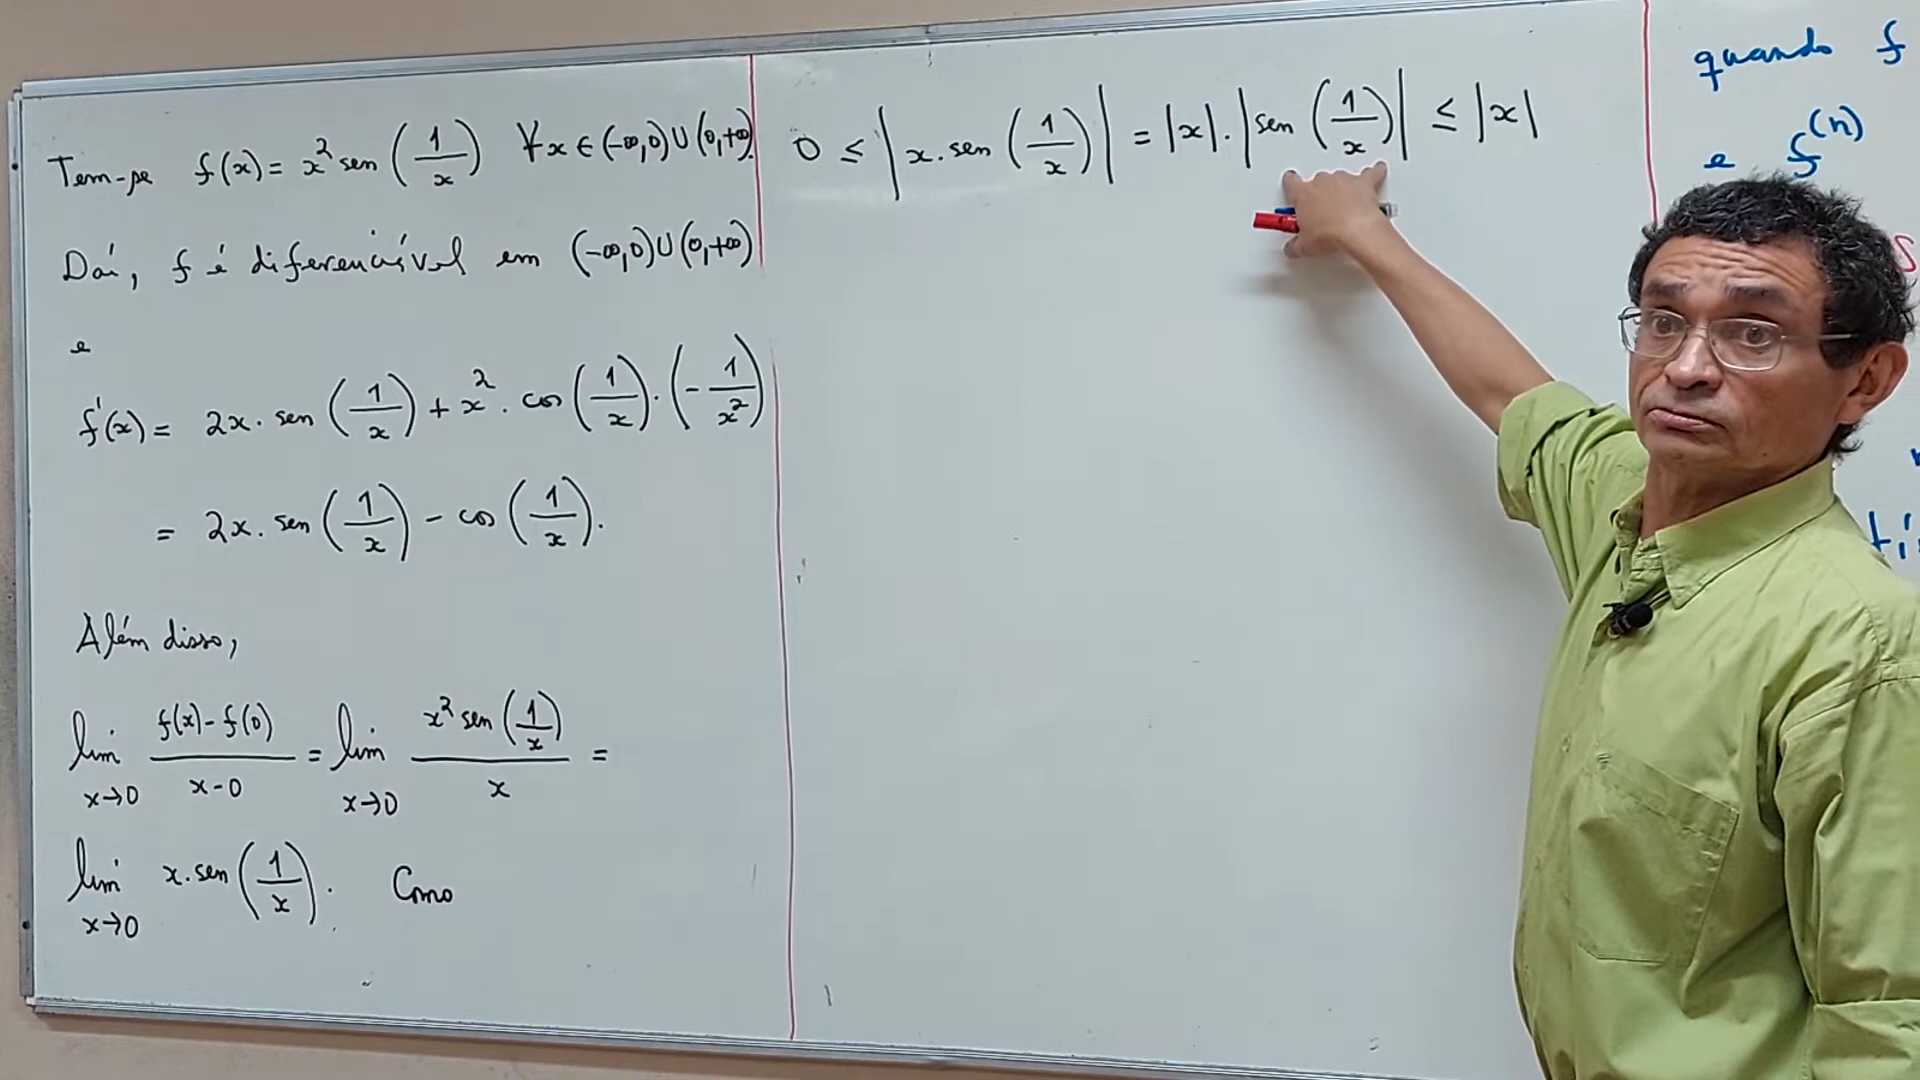 Tem-se f(x) = x² sen (1/x) ∀x ∈ (-∞,0) ∪ (0,+∞).
Daí, f é diferenciável em (-∞,0) ∪ (0,+∞)
e
f'(x) = 2x. sen (1/x) + x². cos (1/x). (-1/x²)
= 2x. sen (1/x) - cos (1/x).
Além disso,
lim x→0 (f(x) - f(0))/(x-0) = lim x→0 (x² sen (1/x))/x =
lim x→0 x. sen (1/x). Como
0 ≤ |x. sen (1/x)| = |x|. |sen (1/x)| ≤ |x|
quando f
e f⁽ⁿ⁾